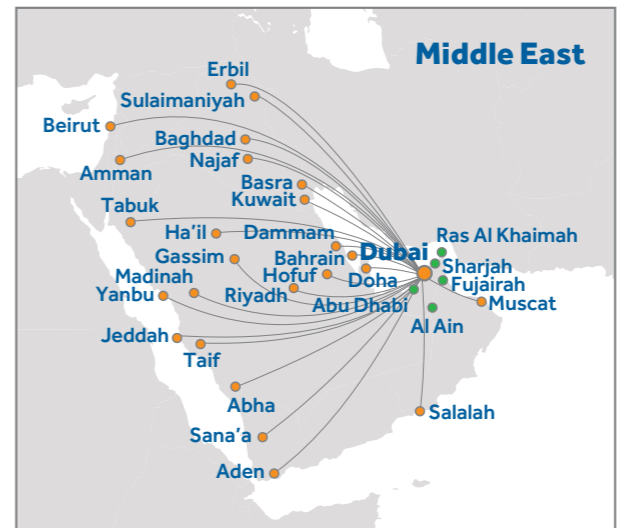 Middle East
Erbil
Sulaimaniyah
Beirut
Baghdad
Najaf
Amman
Basra
Kuwait
Tabuk
Ha'il
Dammam
Ras Al Khaimah
Gassim
Bahrain
Dubai
Sharjah
Madinah
Hofuf
Doha
Fujairah
Yanbu
Riyadh
Abu Dhabi
Muscat
Al Ain
Jeddah
Taif
Abha
Salalah
Sana'a
Aden